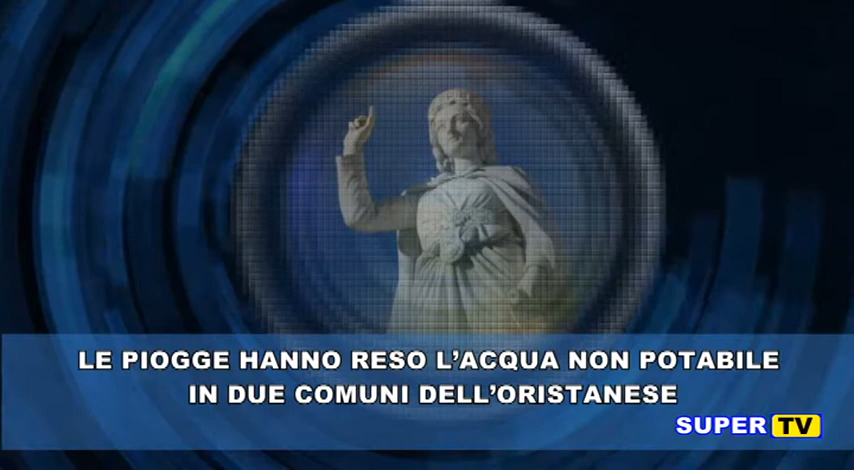 LE PIOGGE HANNO RESO L’ACQUA NON POTABILE
IN DUE COMUNI DELL’ORISTANESE
SUPER TV